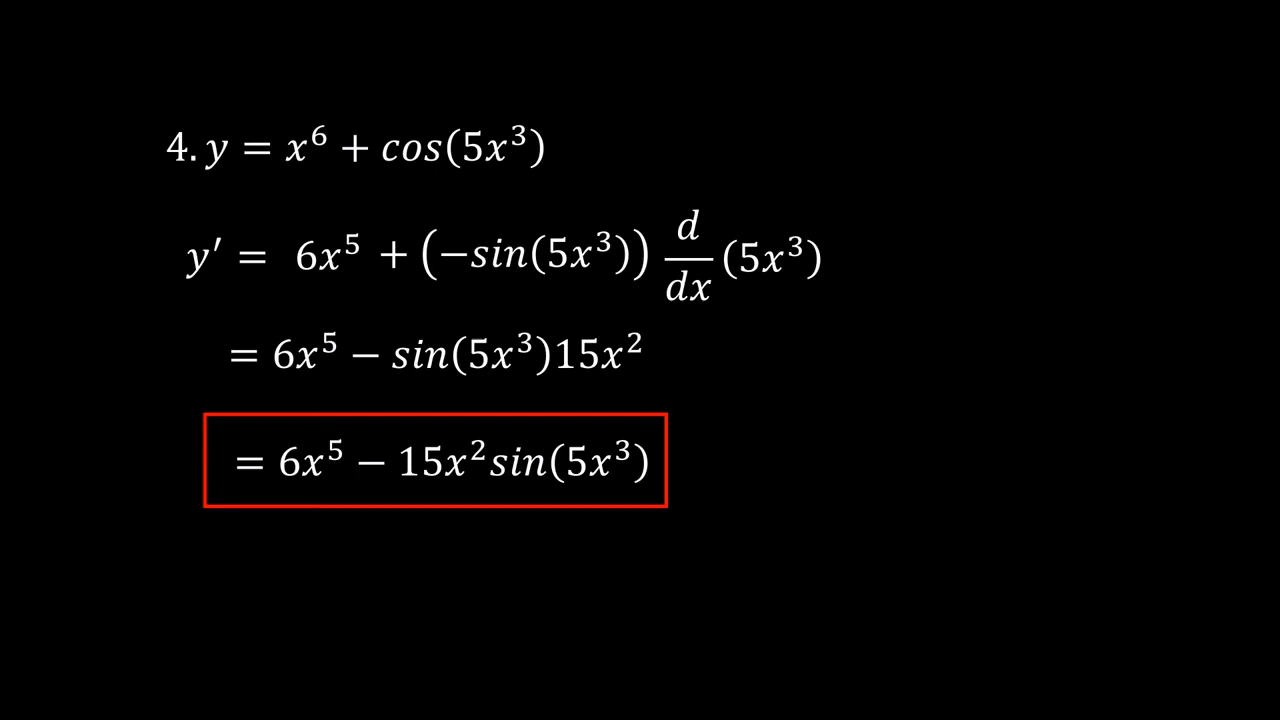 4. y = x⁶ + cos(5x³)
y′ = 6x⁵ + (−sin(5x³)) d/dx (5x³)
= 6x⁵ − sin(5x³)15x²
= 6x⁵ − 15x²sin(5x³)